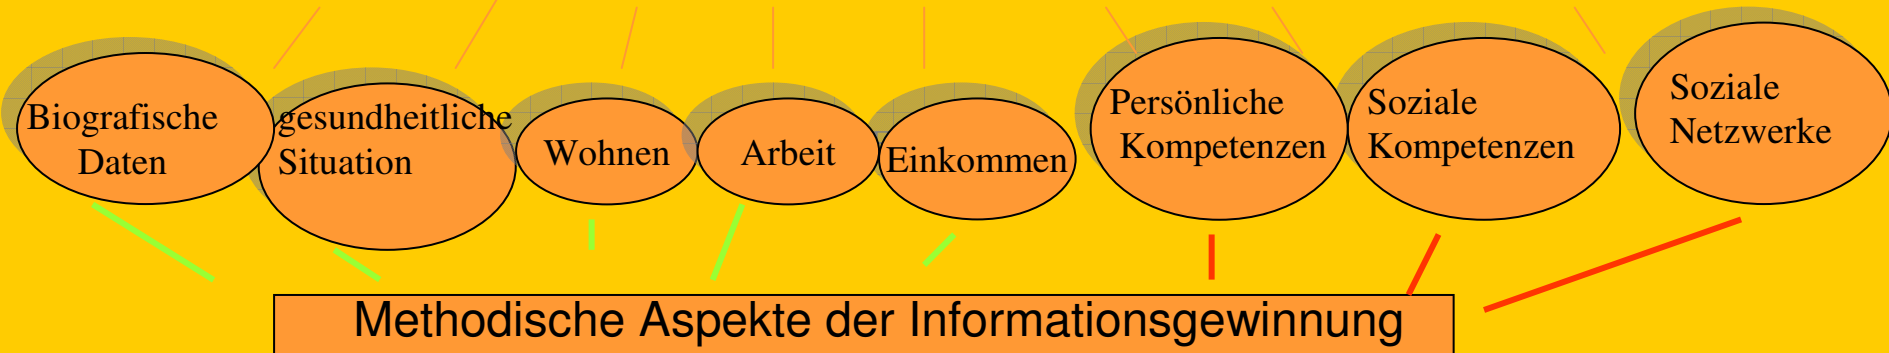 Biografische
Daten
gesundheitliche
Situation
Wohnen
Arbeit
Einkommen
Persönliche
Kompetenzen
Soziale
Kompetenzen
Soziale
Netzwerke
Methodische Aspekte der Informationsgewinnung